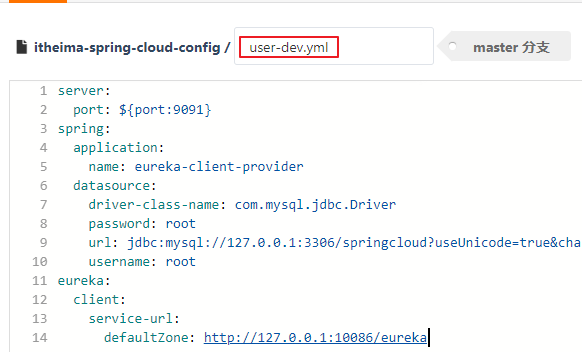 itheima-spring-cloud-config / user-dev.yml master 分支
1 server:
2   port: ${port:9091}
3 spring:
4   application:
5     name: eureka-client-provider
6   datasource:
7     driver-class-name: com.mysql.jdbc.Driver
8     password: root
9     url: jdbc:mysql://127.0.0.1:3306/springcloud?useUnicode=true&cha
10     username: root
11 eureka:
12   client:
13     service-url:
14       defaultZone: http://127.0.0.1:10086/eureka